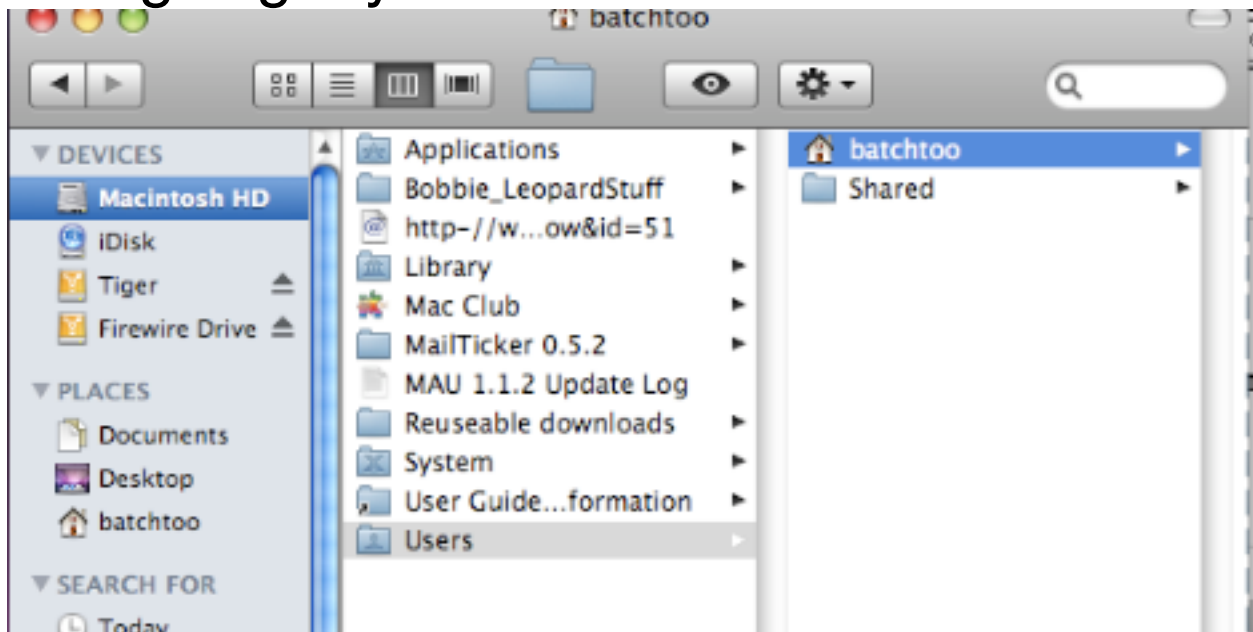 batchtoo
DEVICES
Macintosh HD
iDisk
Tiger
Firewire Drive
PLACES
Documents
Desktop
batchtoo
SEARCH FOR
Today
Applications
Bobbie_LeopardStuff
http-//w...ow&id=51
Library
Mac Club
MailTicker 0.5.2
MAU 1.1.2 Update Log
Reuseable downloads
System
User Guide...formation
Users
batchtoo
Shared